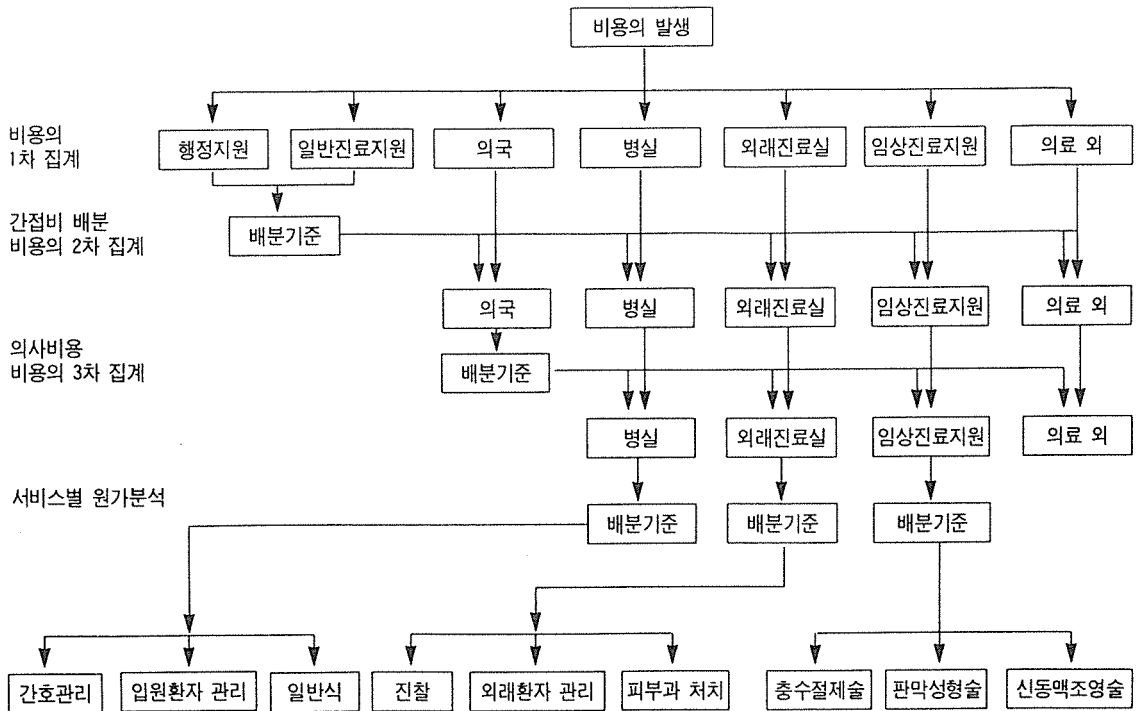 비용의 발생
비용의
1차 집계
행정지원
일반진료지원
의국
병실
외래진료실
임상진료지원
의료 외
간접비 배분
비용의 2차 집계
배분기준
의국
병실
외래진료실
임상진료지원
의료 외
의사비용
비용의 3차 집계
배분기준
병실
외래진료실
임상진료지원
의료 외
서비스별 원가분석
배분기준
배분기준
배분기준
간호관리
입원환자 관리
일반식
진찰
외래환자 관리
피부과 처치
충수절제술
판막성형술
신동맥조영술